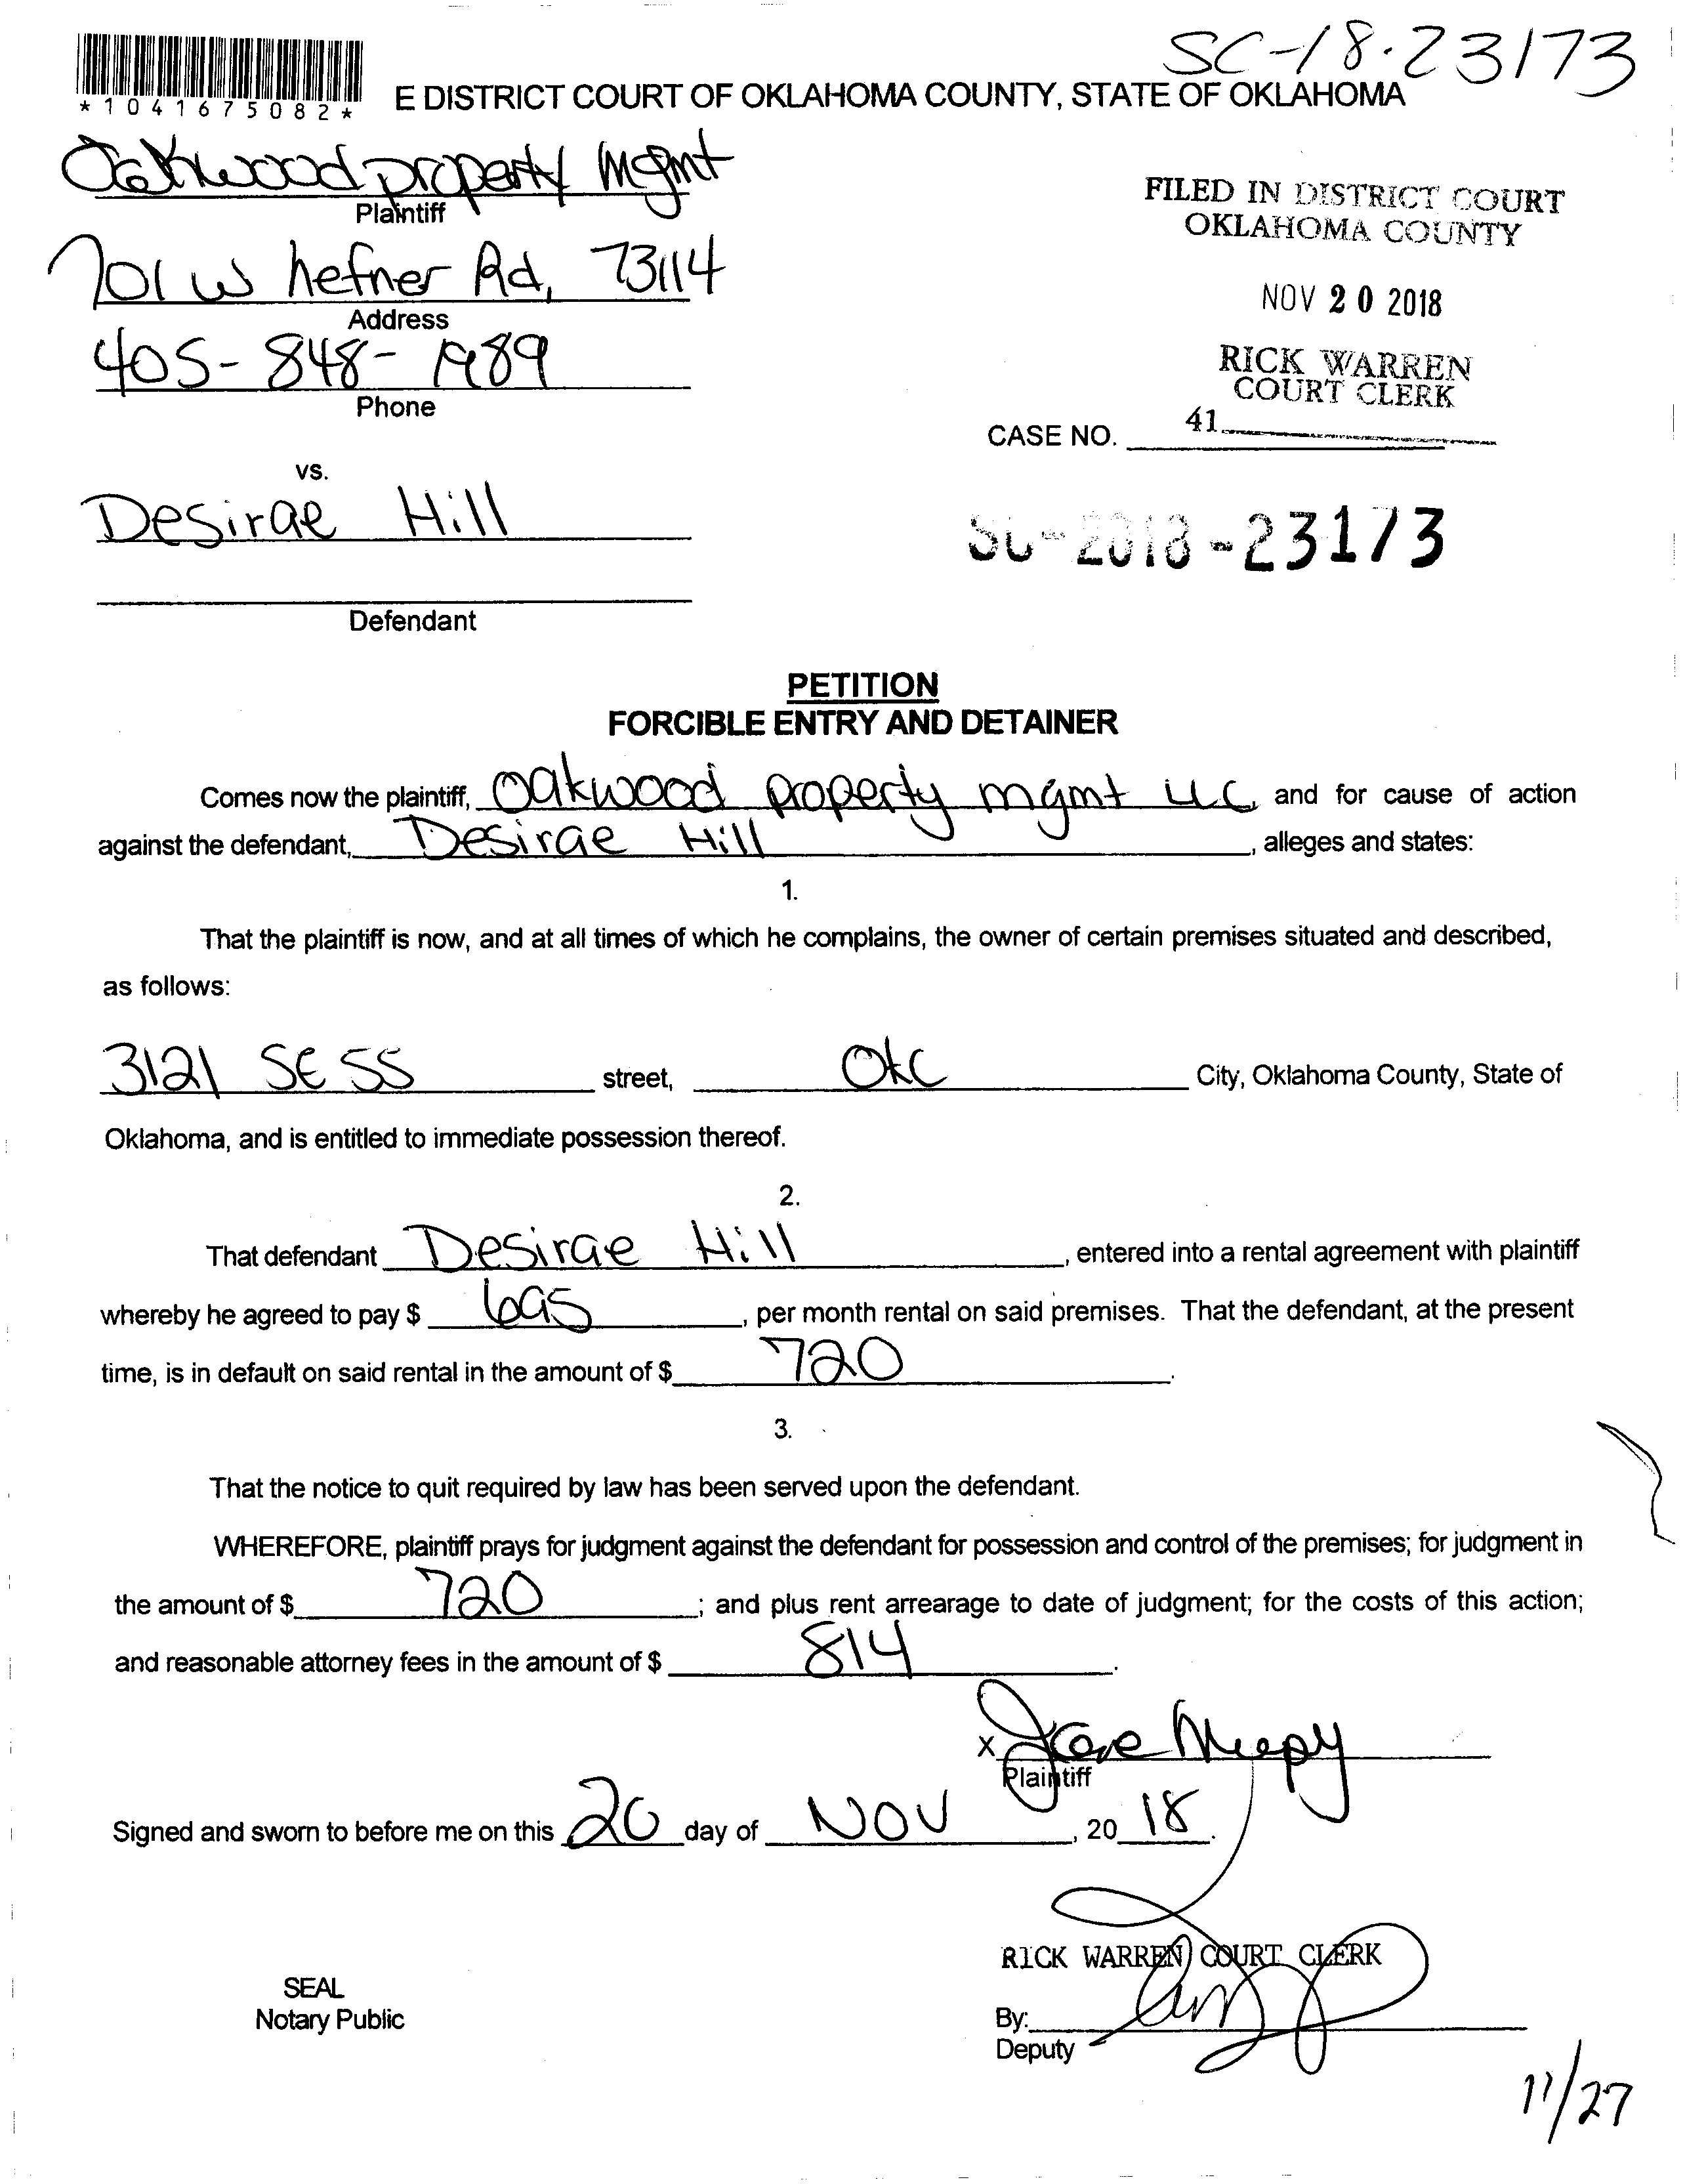 SC-18-23173
*1041675082*
E DISTRICT COURT OF OKLAHOMA COUNTY, STATE OF OKLAHOMA
Oakwood property mgmt
Plaintiff
701 W hefner Rd, 73114
Address
405-848-1989
Phone
FILED IN DISTRICT COURT
OKLAHOMA COUNTY
NOV 20 2018
RICK WARREN
COURT CLERK
41
CASE NO.
vs.
Desirae Hill
SC-2018-23173
Defendant
PETITION
FORCIBLE ENTRY AND DETAINER
Comes now the plaintiff, Oakwood property mgmt LLC, and for cause of action
against the defendant, Desirae Hill, alleges and states:
1.
That the plaintiff is now, and at all times of which he complains, the owner of certain premises situated and described,
as follows:
3121 SE 55 street, OKC City, Oklahoma County, State of
Oklahoma, and is entitled to immediate possession thereof.
2.
That defendant Desirae Hill, entered into a rental agreement with plaintiff
whereby he agreed to pay $ 695, per month rental on said premises. That the defendant, at the present
time, is in default on said rental in the amount of $ 720.
3.
That the notice to quit required by law has been served upon the defendant.
WHEREFORE, plaintiff prays for judgment against the defendant for possession and control of the premises; for judgment in
the amount of $ 720; and plus rent arrearage to date of judgment; for the costs of this action;
and reasonable attorney fees in the amount of $ 814.
X
Plaintiff
Signed and sworn to before me on this 20 day of NOV, 20 18.
RICK WARREN COURT CLERK
SEAL
Notary Public
By:
Deputy
11/27